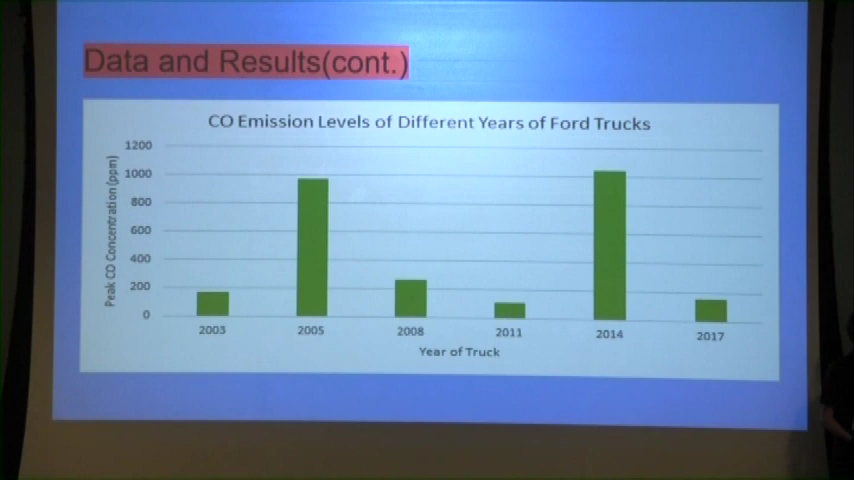 Data and Results(cont.)
CO Emission Levels of Different Years of Ford Trucks
Peak CO Concentration (ppm)
1200
1000
800
600
400
200
0
2003 2005 2008 2011 2014 2017
Year of Truck